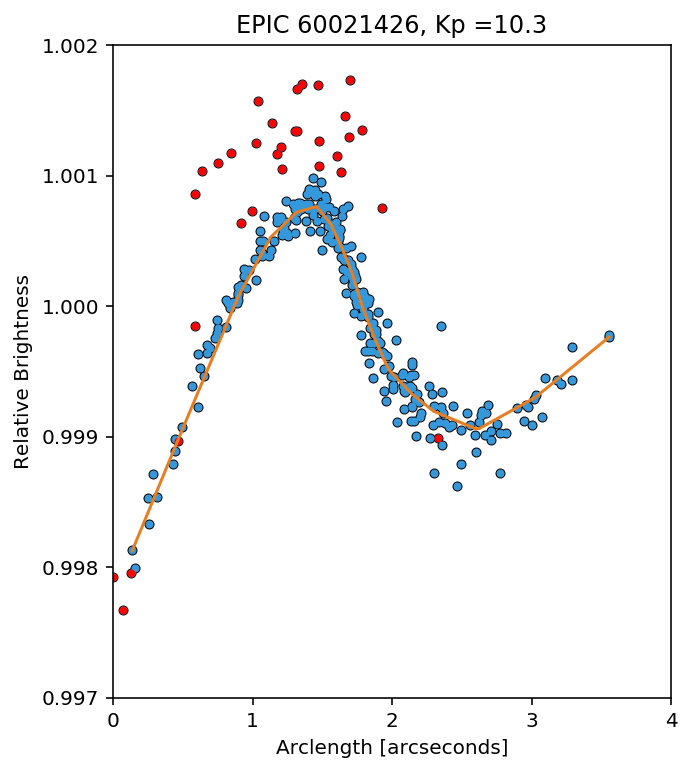 EPIC 60021426, Kp =10.3
1.002
1.001
1.000
0.999
0.998
0.997
Relative Brightness
0 1 2 3 4
Arclength [arcseconds]